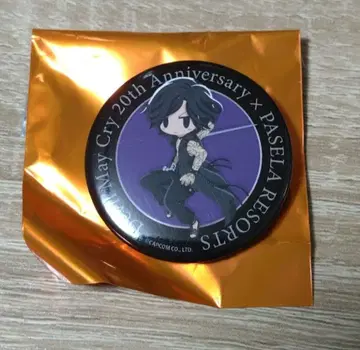 May Cry 20th Anniversary × PASELA RESORTS
©CAPCOM CO., LTD.